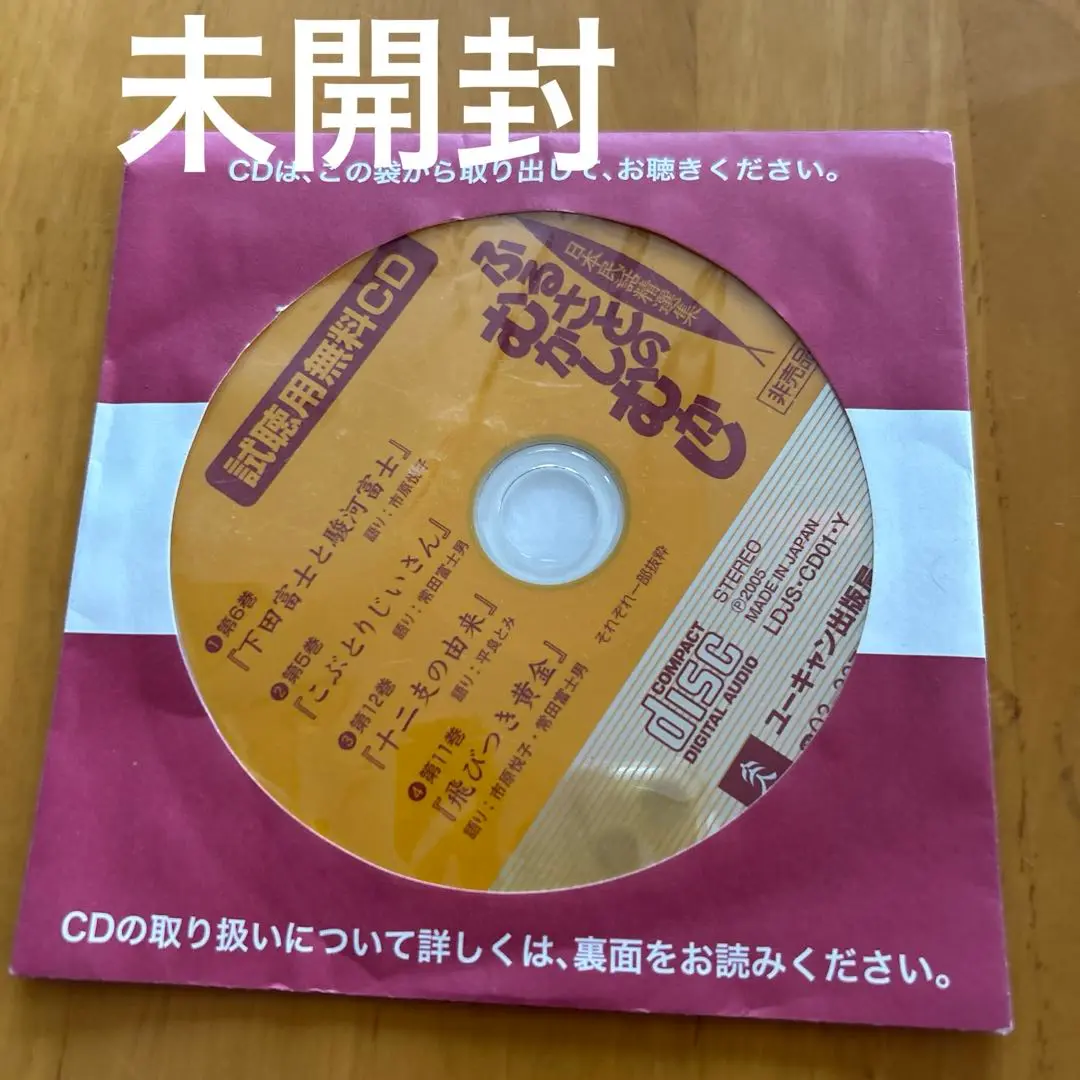 未開封
CDは、この袋から取り出して、お聴きください。
試聴用無料CD
日本民話精選集
ふるさとの
むかしむかし
非売品
❶第6巻
『下田富士と駿河富士』
語り:市原悦子
❷第5巻
『こぶとりじいさん』
語り:常田富士男
❸第12巻
『十二支の由来』
語り:平良とみ
❹第11巻
『飛びつき黄金』
語り:市原悦子・常田富士男
それぞれ一部抜粋
STEREO
Ⓟ2005
MADE IN JAPAN
LDJS・CD01・Y
COMPACT
disc
DIGITAL AUDIO
ユーキャン出版局
CDの取り扱いについて詳しくは、裏面をお読みください。